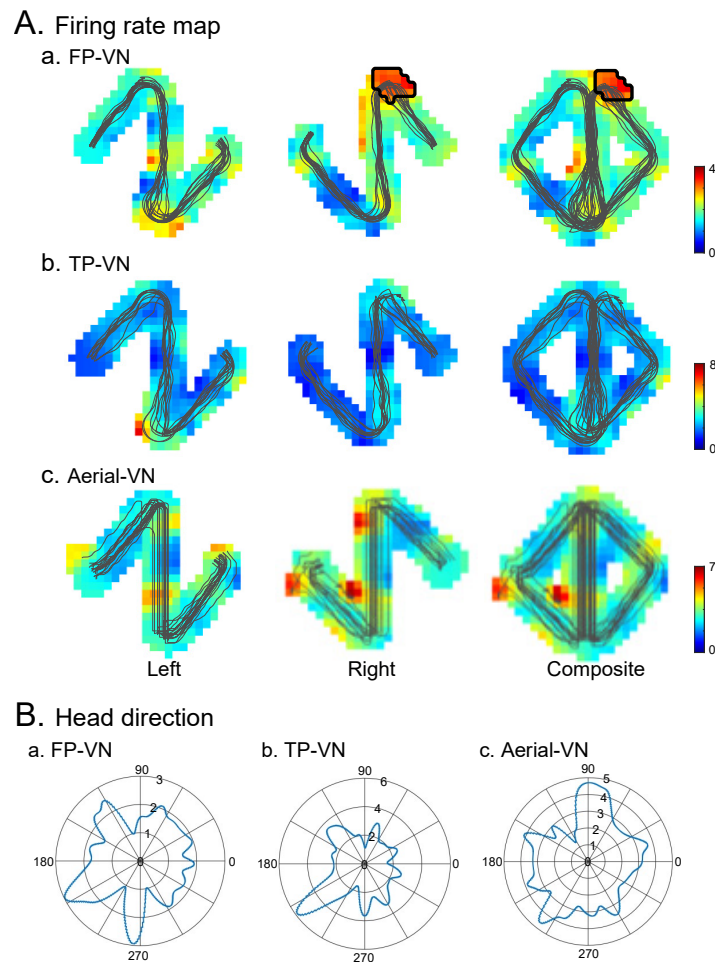 A. Firing rate map
a. FP-VN
4
0
b. TP-VN
8
0
c. Aerial-VN
7
0
Left Right Composite
B. Head direction
a. FP-VN b. TP-VN c. Aerial-VN
90 90 90
3 6 5
2 4 4
1 2 3
2
1
180 0 0 180 0 0 180 0 0
270 270 270